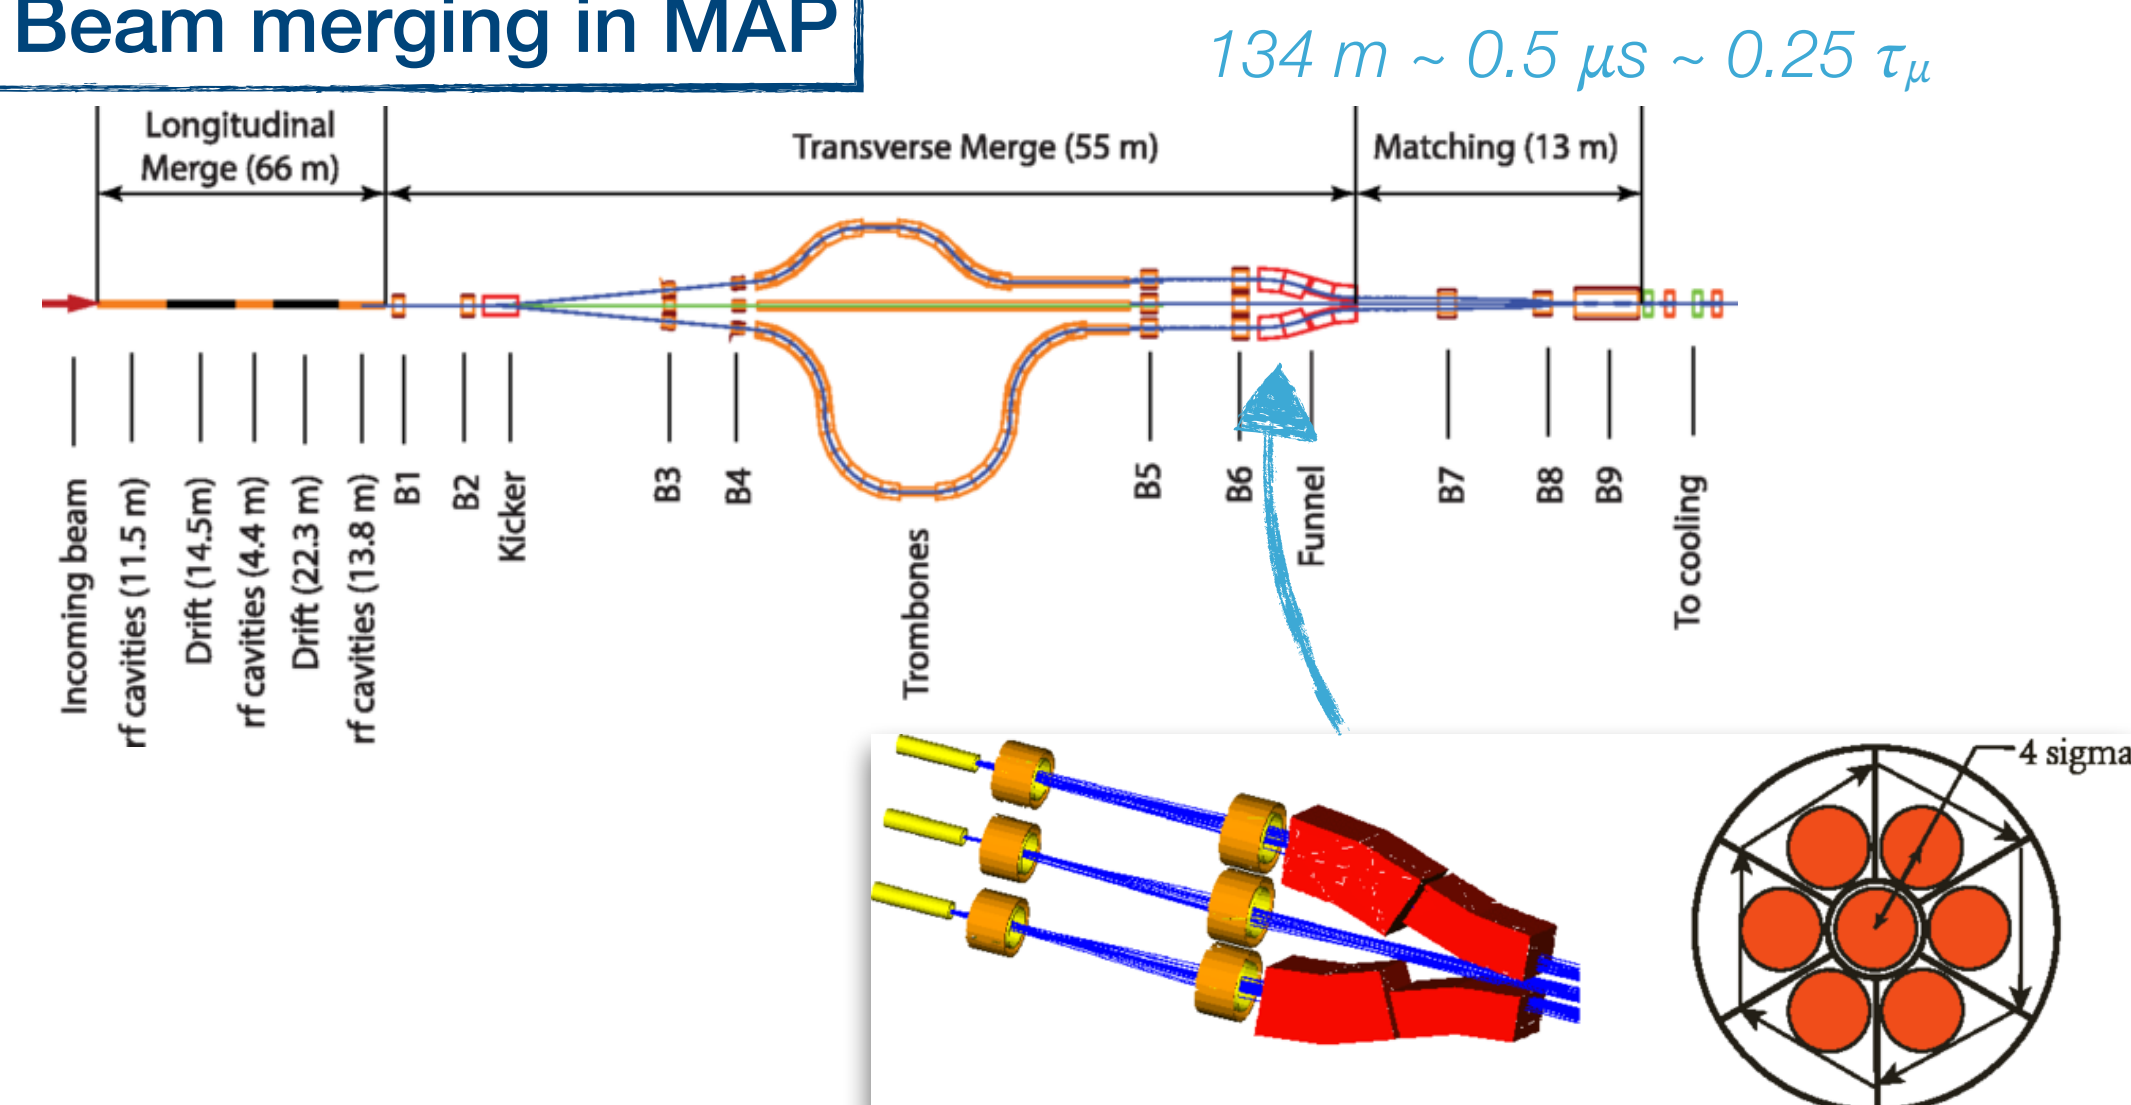 Beam merging in MAP
134 m ~ 0.5 μs ~ 0.25 τμ
Longitudinal
Merge (66 m)
Transverse Merge (55 m)
Matching (13 m)
Incoming beam
rf cavities (11.5 m)
Drift (14.5m)
rf cavities (4.4 m)
Drift (22.3 m)
rf cavities (13.8 m)
B1
B2
Kicker
B3
B4
Trombones
B5
B6
Funnel
B7
B8
B9
To cooling
4 sigma